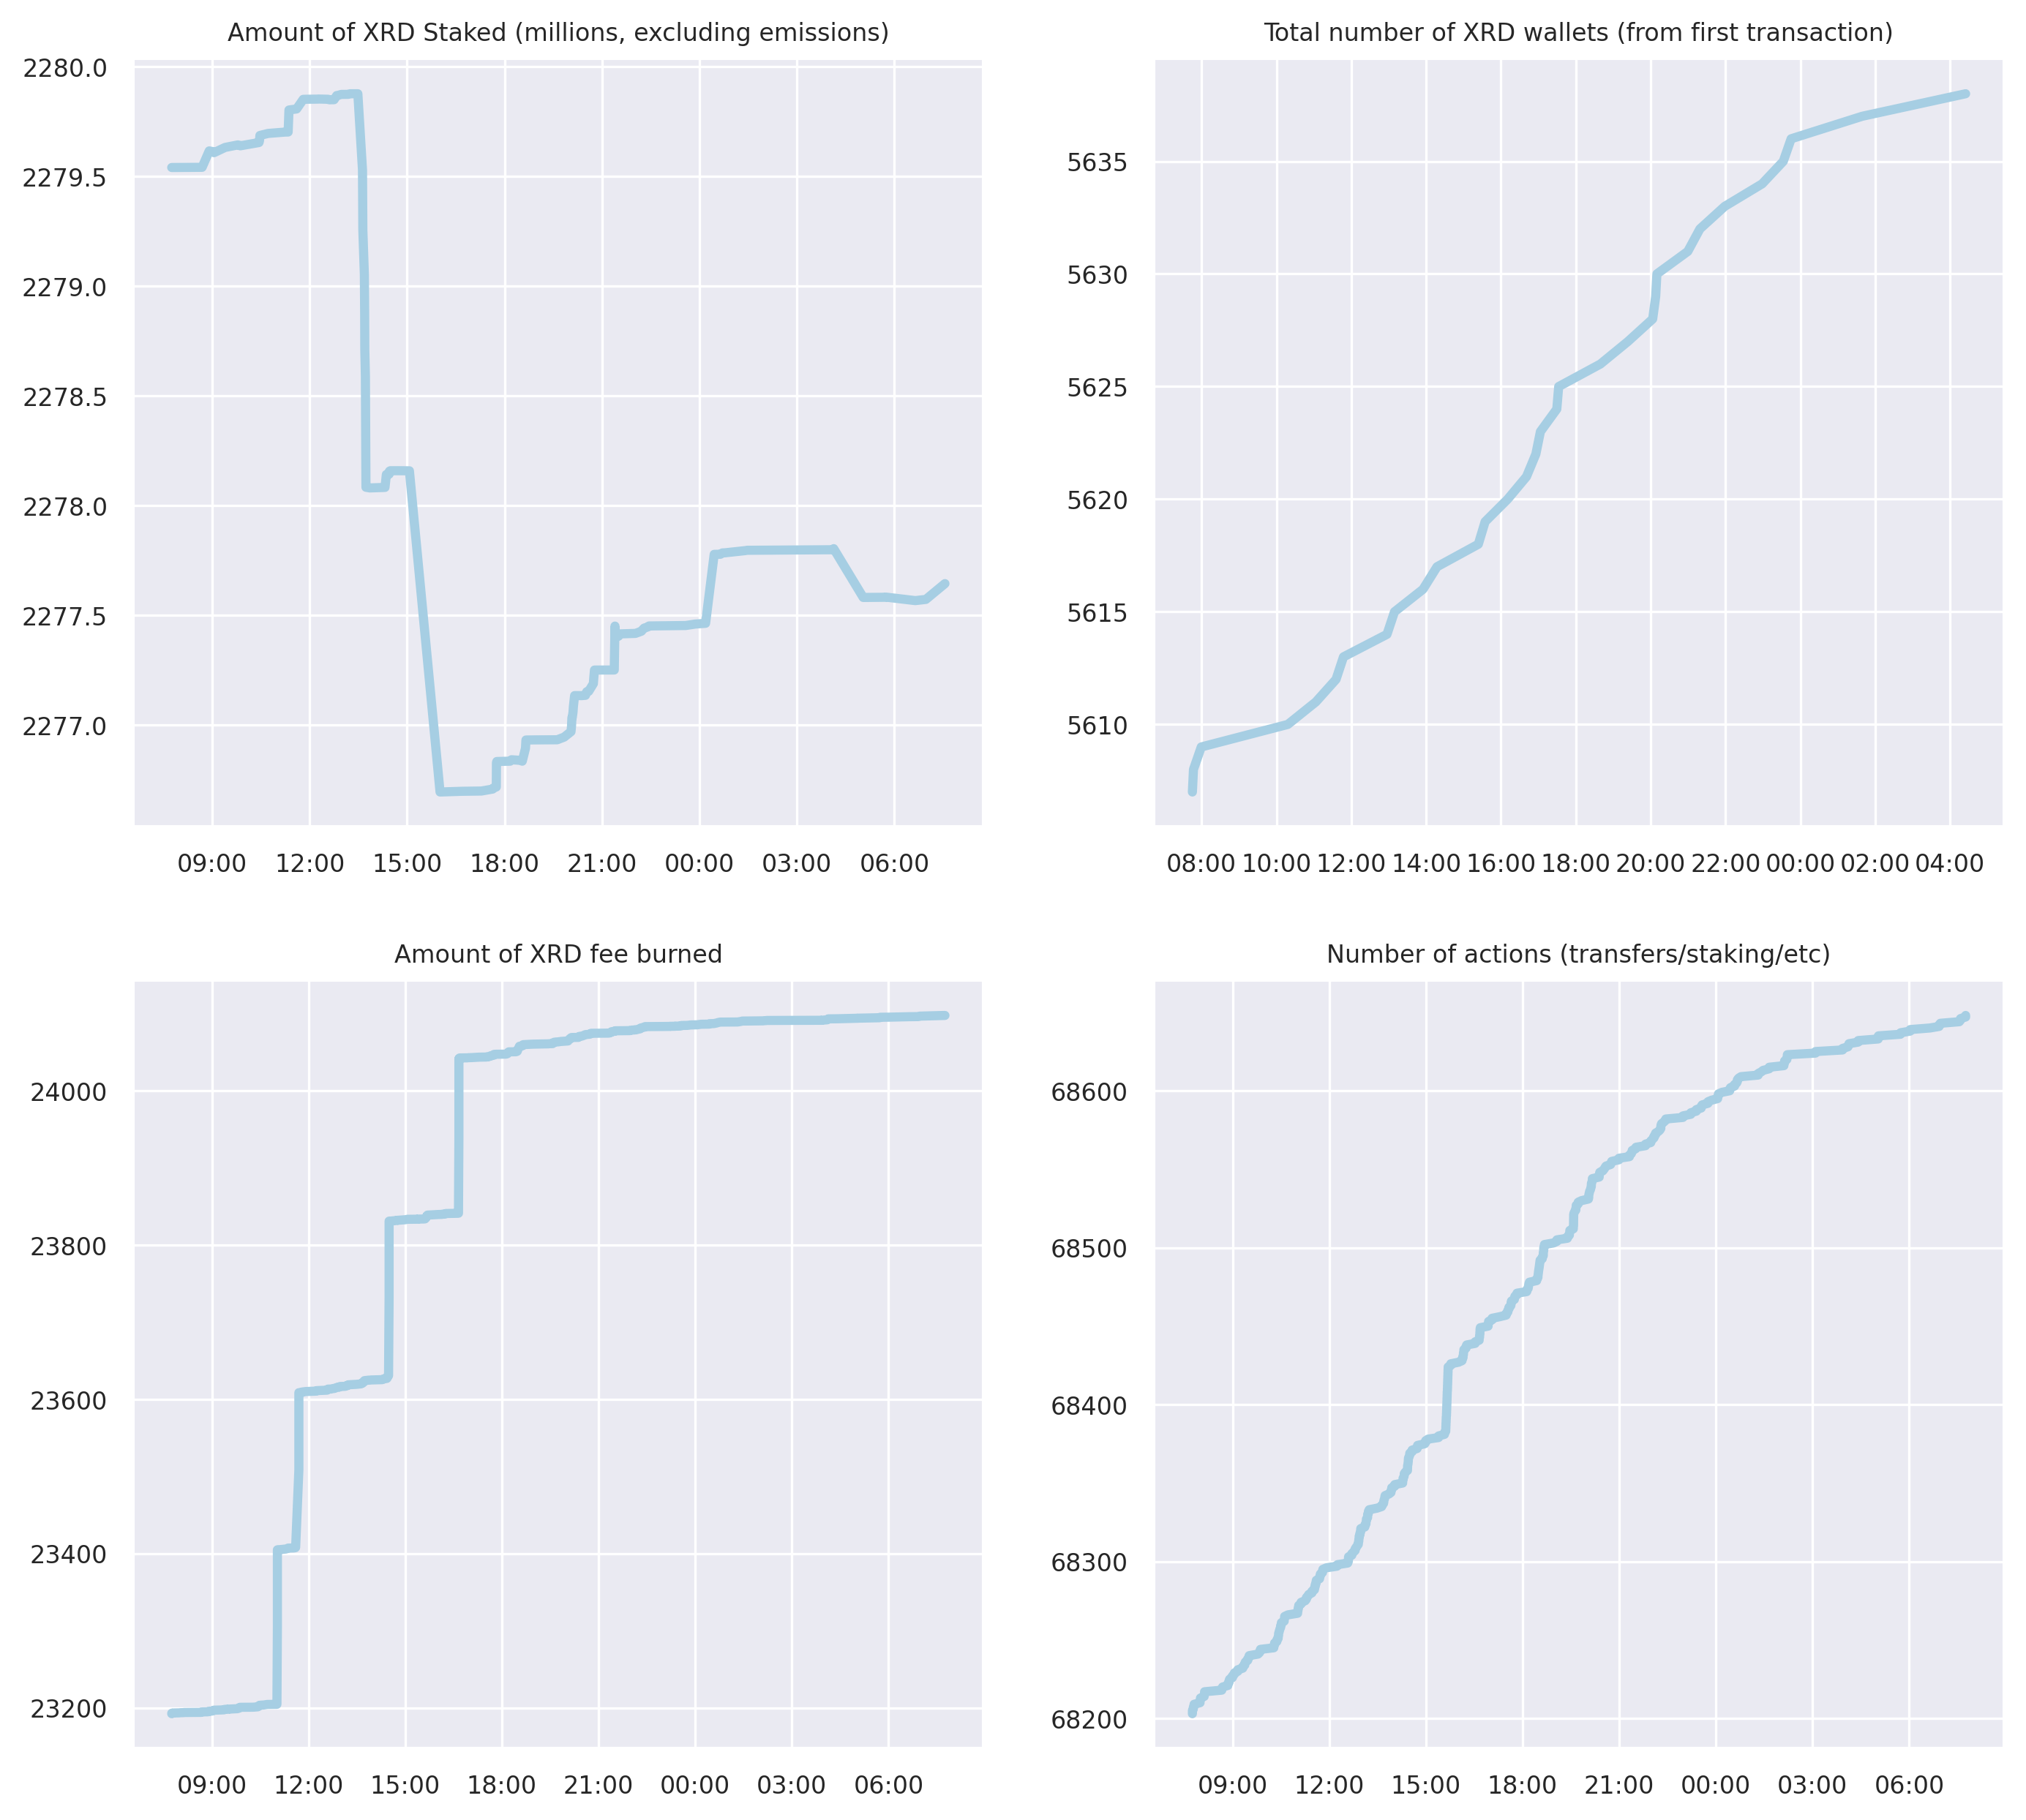 Amount of XRD Staked (millions, excluding emissions)
2280.0
2279.5
2279.0
2278.5
2278.0
2277.5
2277.0
09:00 12:00 15:00 18:00 21:00 00:00 03:00 06:00
Total number of XRD wallets (from first transaction)
5635
5630
5625
5620
5615
5610
08:00 10:00 12:00 14:00 16:00 18:00 20:00 22:00 00:00 02:00 04:00
Amount of XRD fee burned
24000
23800
23600
23400
23200
09:00 12:00 15:00 18:00 21:00 00:00 03:00 06:00
Number of actions (transfers/staking/etc)
68600
68500
68400
68300
68200
09:00 12:00 15:00 18:00 21:00 00:00 03:00 06:00